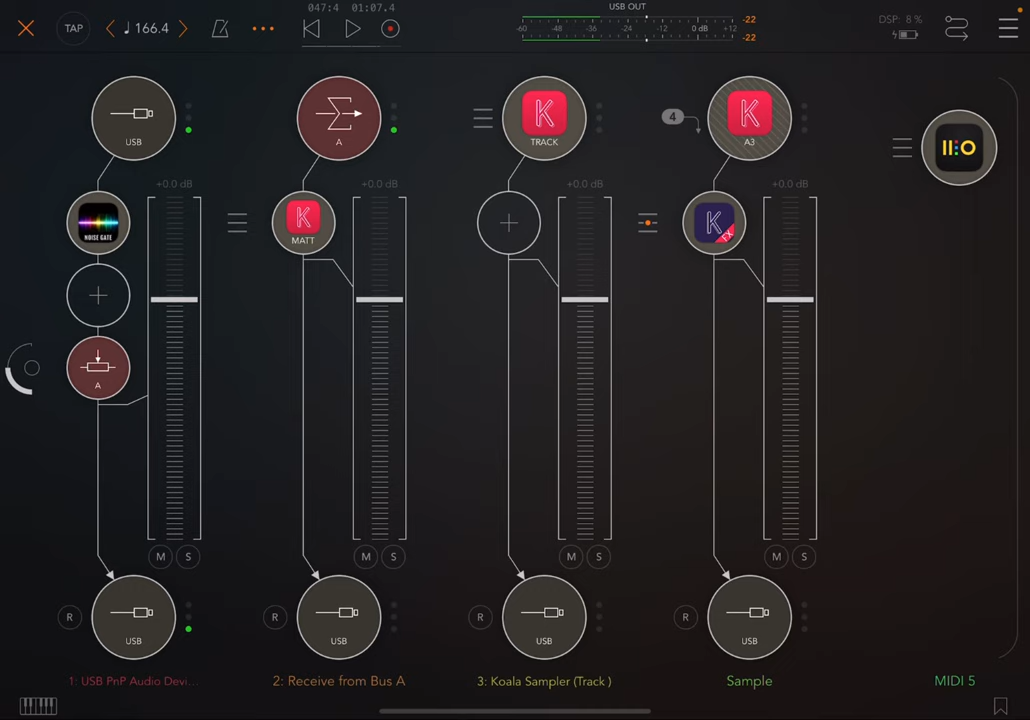 047:4 01:07.4
USB OUT
TAP
166.4
-60 -48 -36 -24 -12 0 dB +12
-22
-22
DSP: 8 %
USB
A
K
TRACK
4
K
A3
II:O
+0.0 dB
+0.0 dB
+0.0 dB
+0.0 dB
NOISE GATE
K
MATT
K
FX
A
M S
M S
M S
M S
R
USB
R
USB
R
USB
R
USB
1: USB PnP Audio Devi...
2: Receive from Bus A
3: Koala Sampler (Track )
Sample
MIDI 5